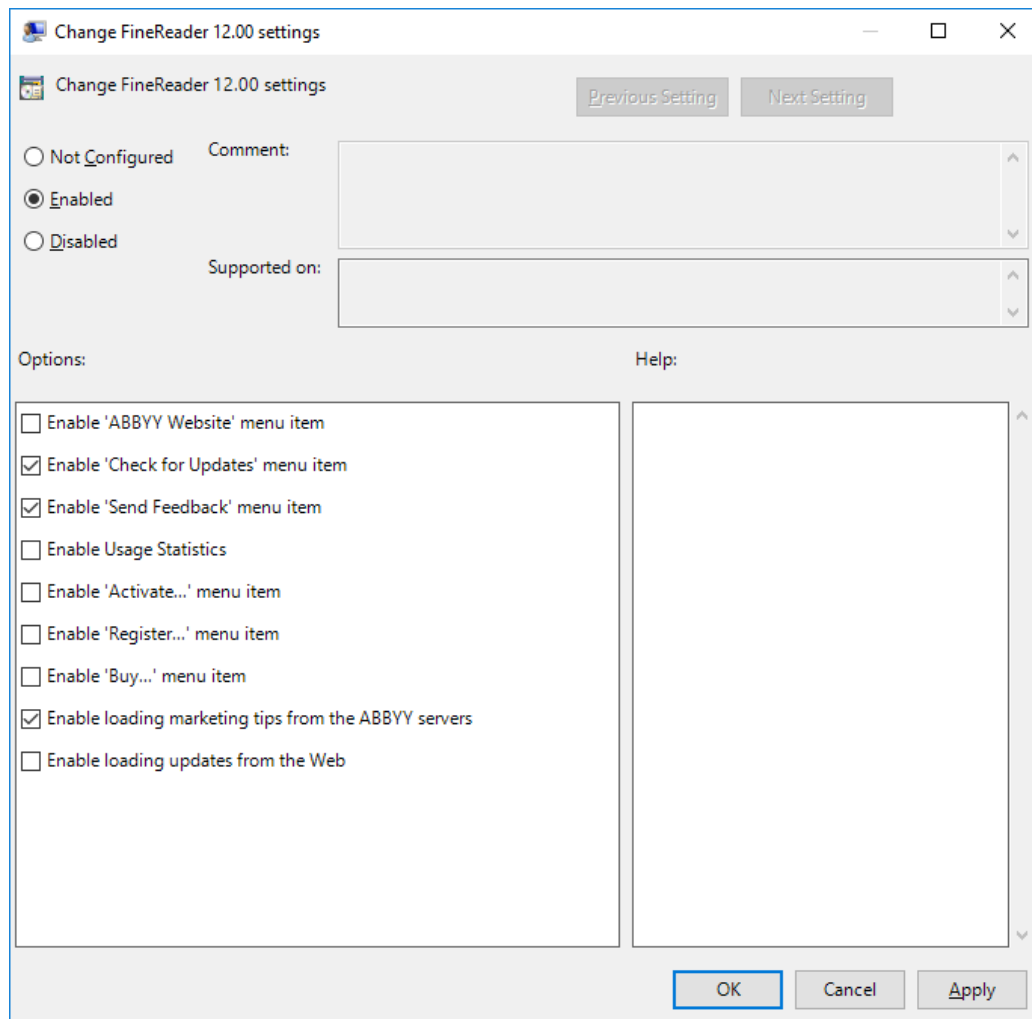 Change FineReader 12.00 settings
Change FineReader 12.00 settings
Previous Setting
Next Setting
Not Configured
Comment:
Enabled
Disabled
Supported on:
Options:
Help:
Enable 'ABBYY Website' menu item
Enable 'Check for Updates' menu item
Enable 'Send Feedback' menu item
Enable Usage Statistics
Enable 'Activate...' menu item
Enable 'Register...' menu item
Enable 'Buy...' menu item
Enable loading marketing tips from the ABBYY servers
Enable loading updates from the Web
OK
Cancel
Apply